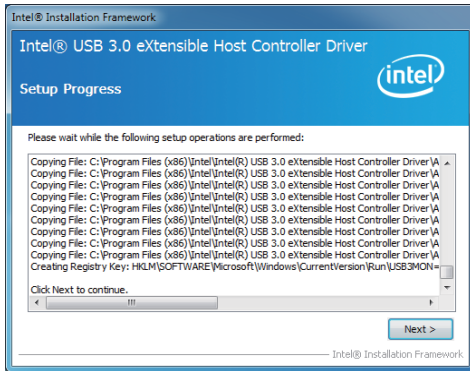 Intel® Installation Framework
Intel® USB 3.0 eXtensible Host Controller Driver
intel
Setup Progress
Please wait while the following setup operations are performed:
Copying File: C:\Program Files (x86)\Intel\Intel(R) USB 3.0 eXtensible Host Controller Driver\A
Copying File: C:\Program Files (x86)\Intel\Intel(R) USB 3.0 eXtensible Host Controller Driver\A
Copying File: C:\Program Files (x86)\Intel\Intel(R) USB 3.0 eXtensible Host Controller Driver\A
Copying File: C:\Program Files (x86)\Intel\Intel(R) USB 3.0 eXtensible Host Controller Driver\A
Copying File: C:\Program Files (x86)\Intel\Intel(R) USB 3.0 eXtensible Host Controller Driver\A
Copying File: C:\Program Files (x86)\Intel\Intel(R) USB 3.0 eXtensible Host Controller Driver\A
Copying File: C:\Program Files (x86)\Intel\Intel(R) USB 3.0 eXtensible Host Controller Driver\A
Copying File: C:\Program Files (x86)\Intel\Intel(R) USB 3.0 eXtensible Host Controller Driver\A
Copying File: C:\Program Files (x86)\Intel\Intel(R) USB 3.0 eXtensible Host Controller Driver\A
Creating Registry Key: HKLM\SOFTWARE\Microsoft\Windows\CurrentVersion\Run\USB3MON=
Click Next to continue.
Next >
Intel® Installation Framework